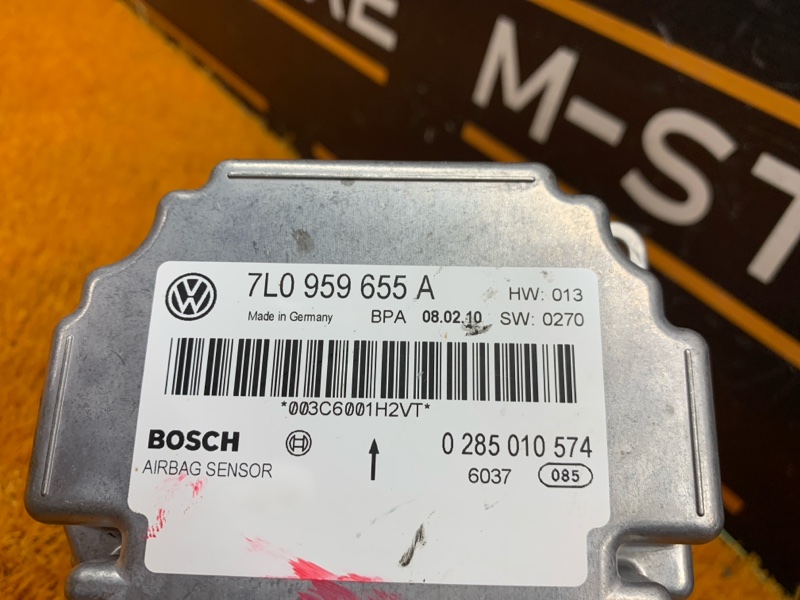 M-ST
VW
7L0 959 655 A
HW: 013
Made in Germany
BPA
08.02.10
SW: 0270
*003C6001H2VT*
BOSCH
0 285 010 574
AIRBAG SENSOR
6037
085